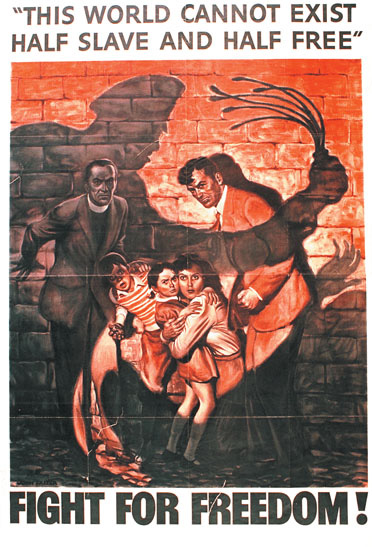 "THIS WORLD CANNOT EXIST
HALF SLAVE AND HALF FREE"
FIGHT FOR FREEDOM!